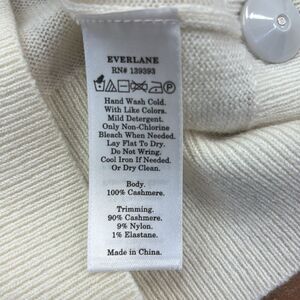 EVERLANE
RN# 139393
Hand Wash Cold.
With Like Colors.
Mild Detergent.
Only Non-Chlorine
Bleach When Needed.
Lay Flat To Dry.
Do Not Wring.
Cool Iron If Needed.
Or Dry Clean.
Body.
100% Cashmere.
Trimming.
90% Cashmere.
9% Nylon.
1% Elastane.
Made in China.